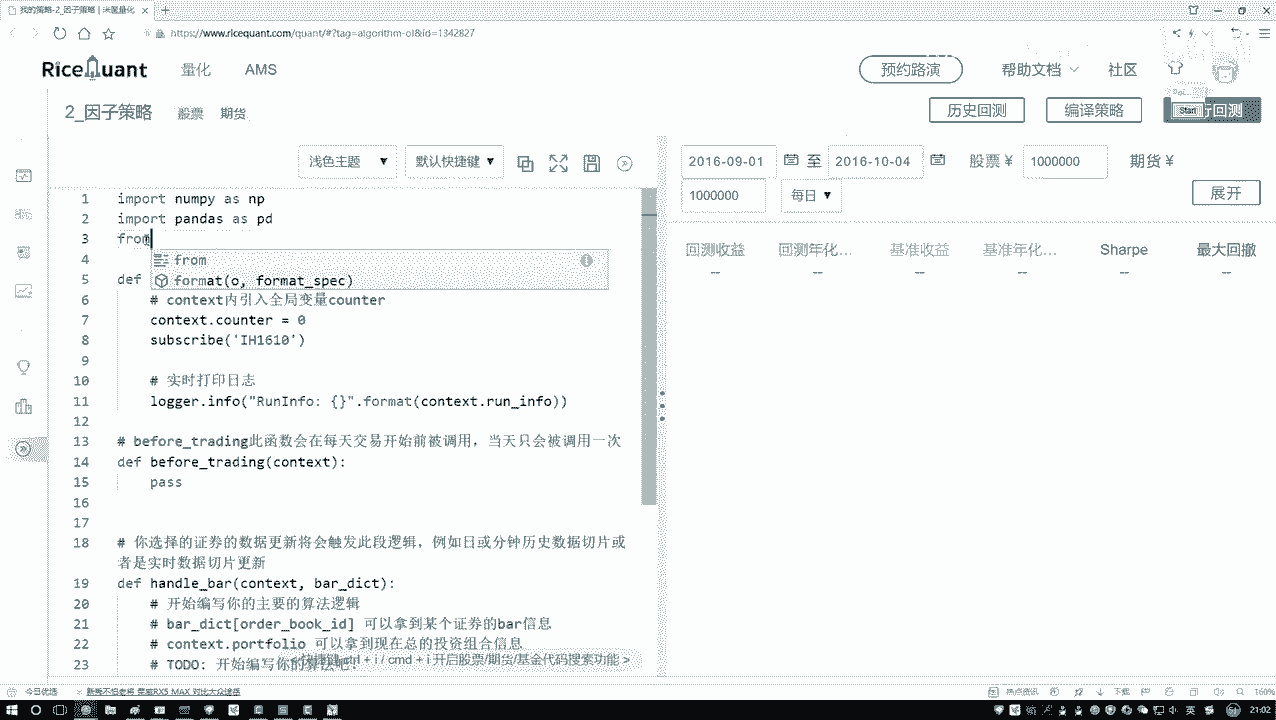 我的策略-2_因子策略 | 米筐量化
https://www.ricequant.com/quant/#?tag=algorithm-ol&id=1342827
RiceQuant 量化 AMS 预约路演 帮助文档 社区
2_因子策略 股票 期货 历史回测 编译策略 行回测
Start
浅色主题 ▼ 默认快捷键 ▼
2016-09-01 至 2016-10-04 股票 ¥ 1000000 期货 ¥
1000000 每日 ▼ 展开
回测收益 回测年化... 基准收益 基准年化... Sharpe 最大回撤
-- -- -- -- -- --
1 import numpy as np
2 import pandas as pd
3 from
from
format(o, format_spec)
4
5 def
6 # context内引入全局变量counter
7 context.counter = 0
8 subscribe('IH1610')
9
10 # 实时打印日志
11 logger.info("RunInfo: {}".format(context.run_info))
12
13 # before_trading此函数会在每天交易开始前被调用，当天只会被调用一次
14 def before_trading(context):
15 pass
16
17
18 # 你选择的证券的数据更新将会触发此段逻辑，例如日或分钟历史数据切片或
者是实时数据切片更新
19 def handle_bar(context, bar_dict):
20 # 开始编写你的主要的算法逻辑
21 # bar_dict[order_book_id] 可以拿到某个证券的bar信息
22 # context.portfolio 可以拿到现在总的投资组合信息
23 # TODO: 开始编写你的算法吧！
ctrl + i / cmd + i 开启股票/期货/基金代码搜索功能 >
今日优选 热点资讯 下载 160%
英 21:02